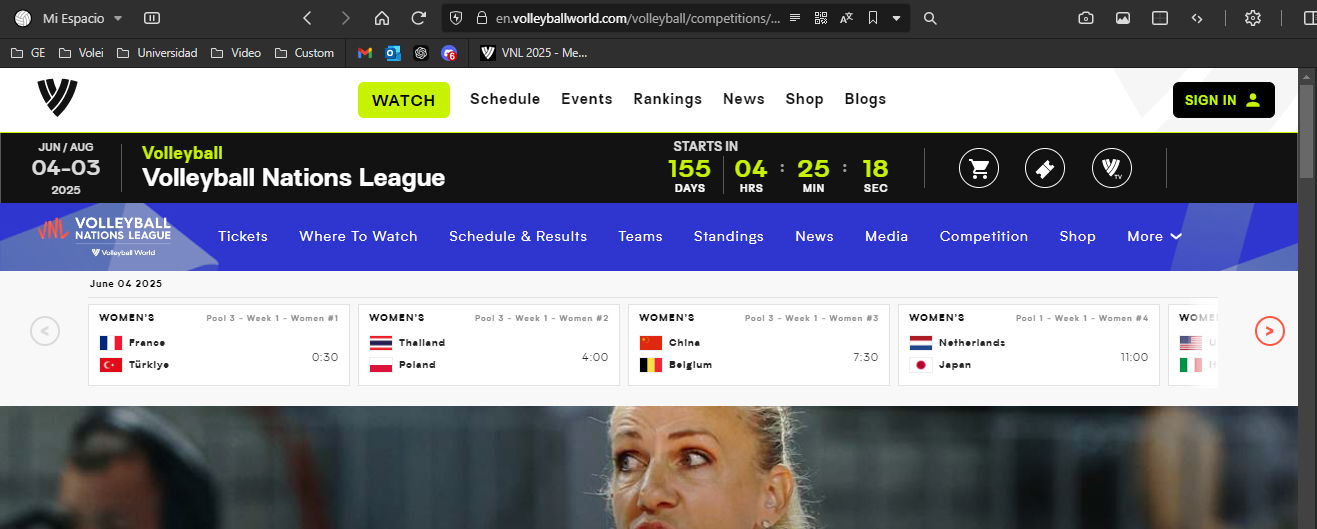 Mi Espacio
en.volleyballworld.com/volleyball/competitions/...
GE Volei Universidad Video Custom 6 VNL 2025 - Me...
WATCH Schedule Events Rankings News Shop Blogs SIGN IN
JUN / AUG
04-03
2025
Volleyball
Volleyball Nations League
STARTS IN
155 : 04 : 25 : 18
DAYS HRS MIN SEC
TV
VNL VOLLEYBALL
NATIONS LEAGUE
Volleyball World
Tickets Where To Watch Schedule & Results Teams Standings News Media Competition Shop More
June 04 2025
WOMEN'S Pool 3 - Week 1 - Women #1
France
Türkiye
0:30
WOMEN'S Pool 3 - Week 1 - Women #2
Thailand
Poland
4:00
WOMEN'S Pool 3 - Week 1 - Women #3
China
Belgium
7:30
WOMEN'S Pool 1 - Week 1 - Women #4
Netherlands
Japan
11:00